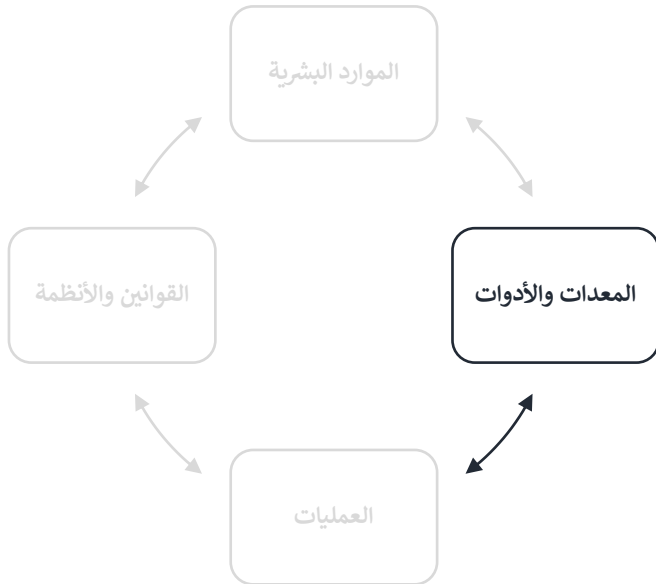 الموارد البشرية
المعدات والأدوات
القوانين والأنظمة
العمليات